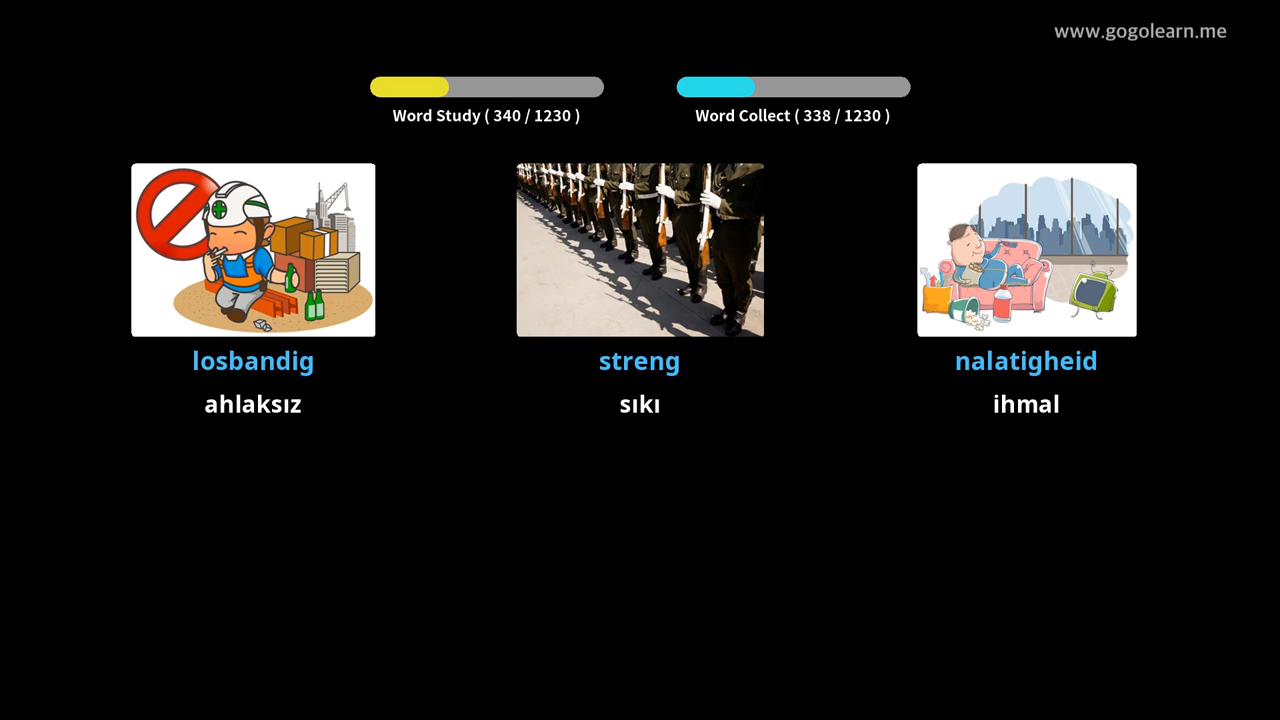 www.gogolearn.me
Word Study ( 340 / 1230 )
Word Collect ( 338 / 1230 )
losbandig
streng
nalatigheid
ahlaksız
sıkı
ihmal